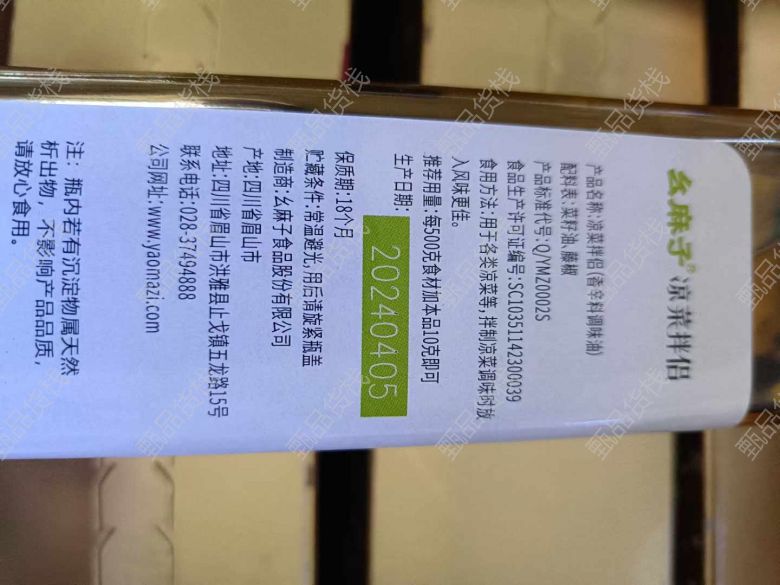 幺麻子® 凉菜拌侣
产品名称:凉菜拌侣(香辛料调味油)
配料表:菜籽油、藤椒
产品标准代号:Q/YMZ0002S
食品生产许可证编号:SC10351142300039
食用方法:用于各类凉菜等,拌制凉菜调味时放
入风味更佳。
推荐用量:每500克食材加本品10克即可
生产日期:
20240405
保质期:18个月
贮藏条件:常温避光,用后请旋紧瓶盖
制造商:幺麻子食品股份有限公司
产地:四川省眉山市
地址:四川省眉山市洪雅县止戈镇五龙路15号
联系电话:028-37494888
公司网址:www.yaomazi.com
注:瓶内若有沉淀物属天然
析出物,不影响产品品质,
请放心食用。
甄品货栈